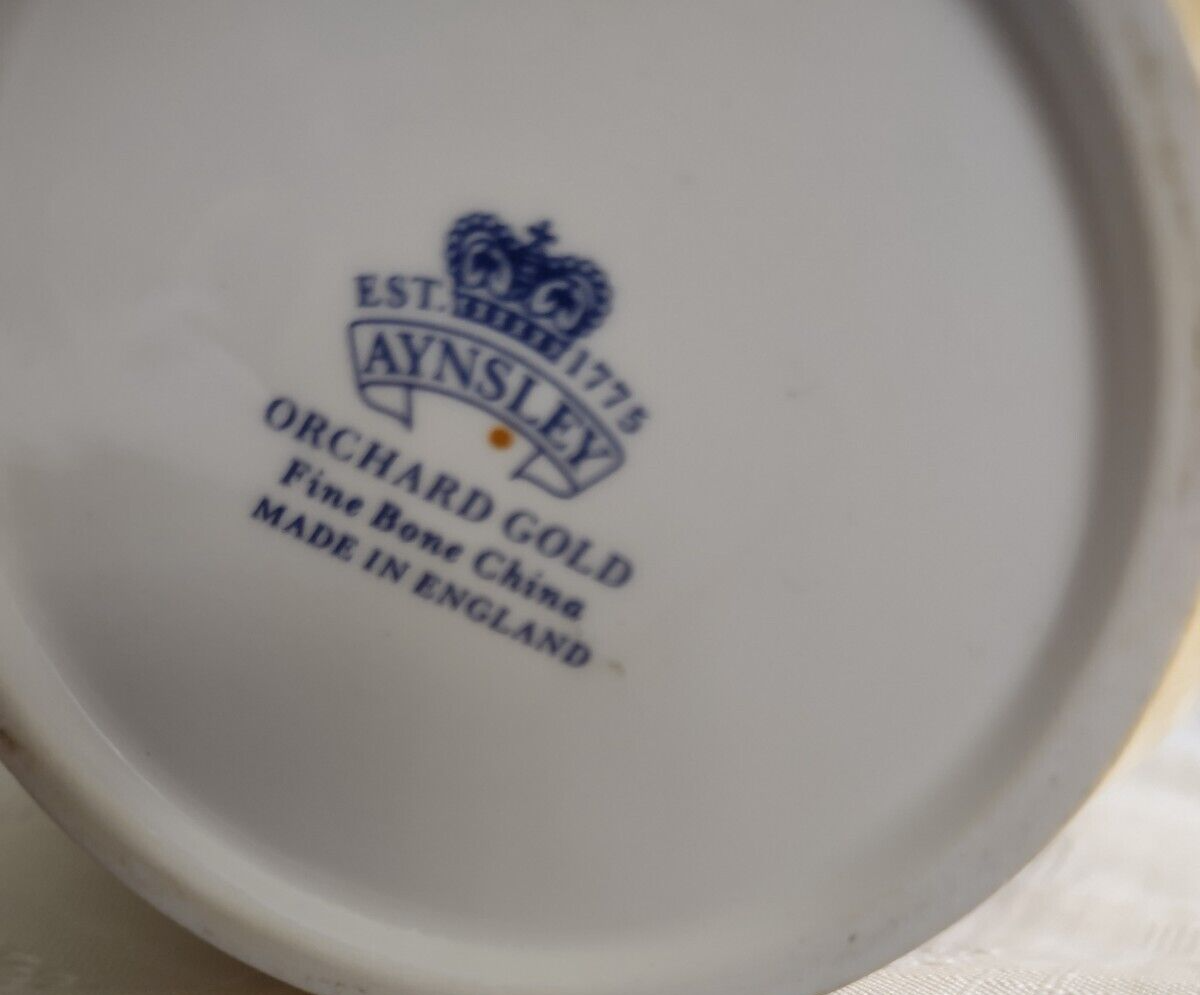 EST. 1775
AYNSLEY
ORCHARD GOLD
Fine Bone China
MADE IN ENGLAND